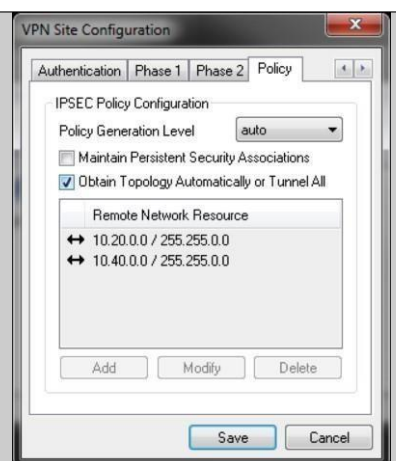 VPN Site Configuration
Authentication Phase 1 Phase 2 Policy
IPSEC Policy Configuration
Policy Generation Level auto
Maintain Persistent Security Associations
Obtain Topology Automatically or Tunnel All
Remote Network Resource
10.20.0.0 / 255.255.0.0
10.40.0.0 / 255.255.0.0
Add Modify Delete
Save Cancel